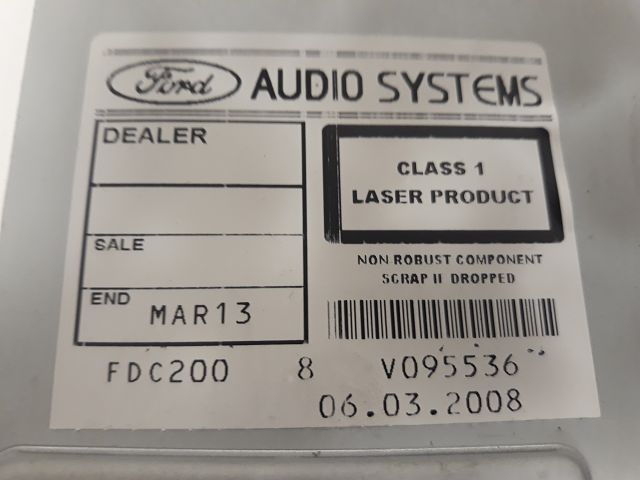 Ford AUDIO SYSTEMS
DEALER
SALE
END MAR13
CLASS 1
LASER PRODUCT
NON ROBUST COMPONENT
SCRAP If DROPPED
FDC200 8 V095536
06.03.2008